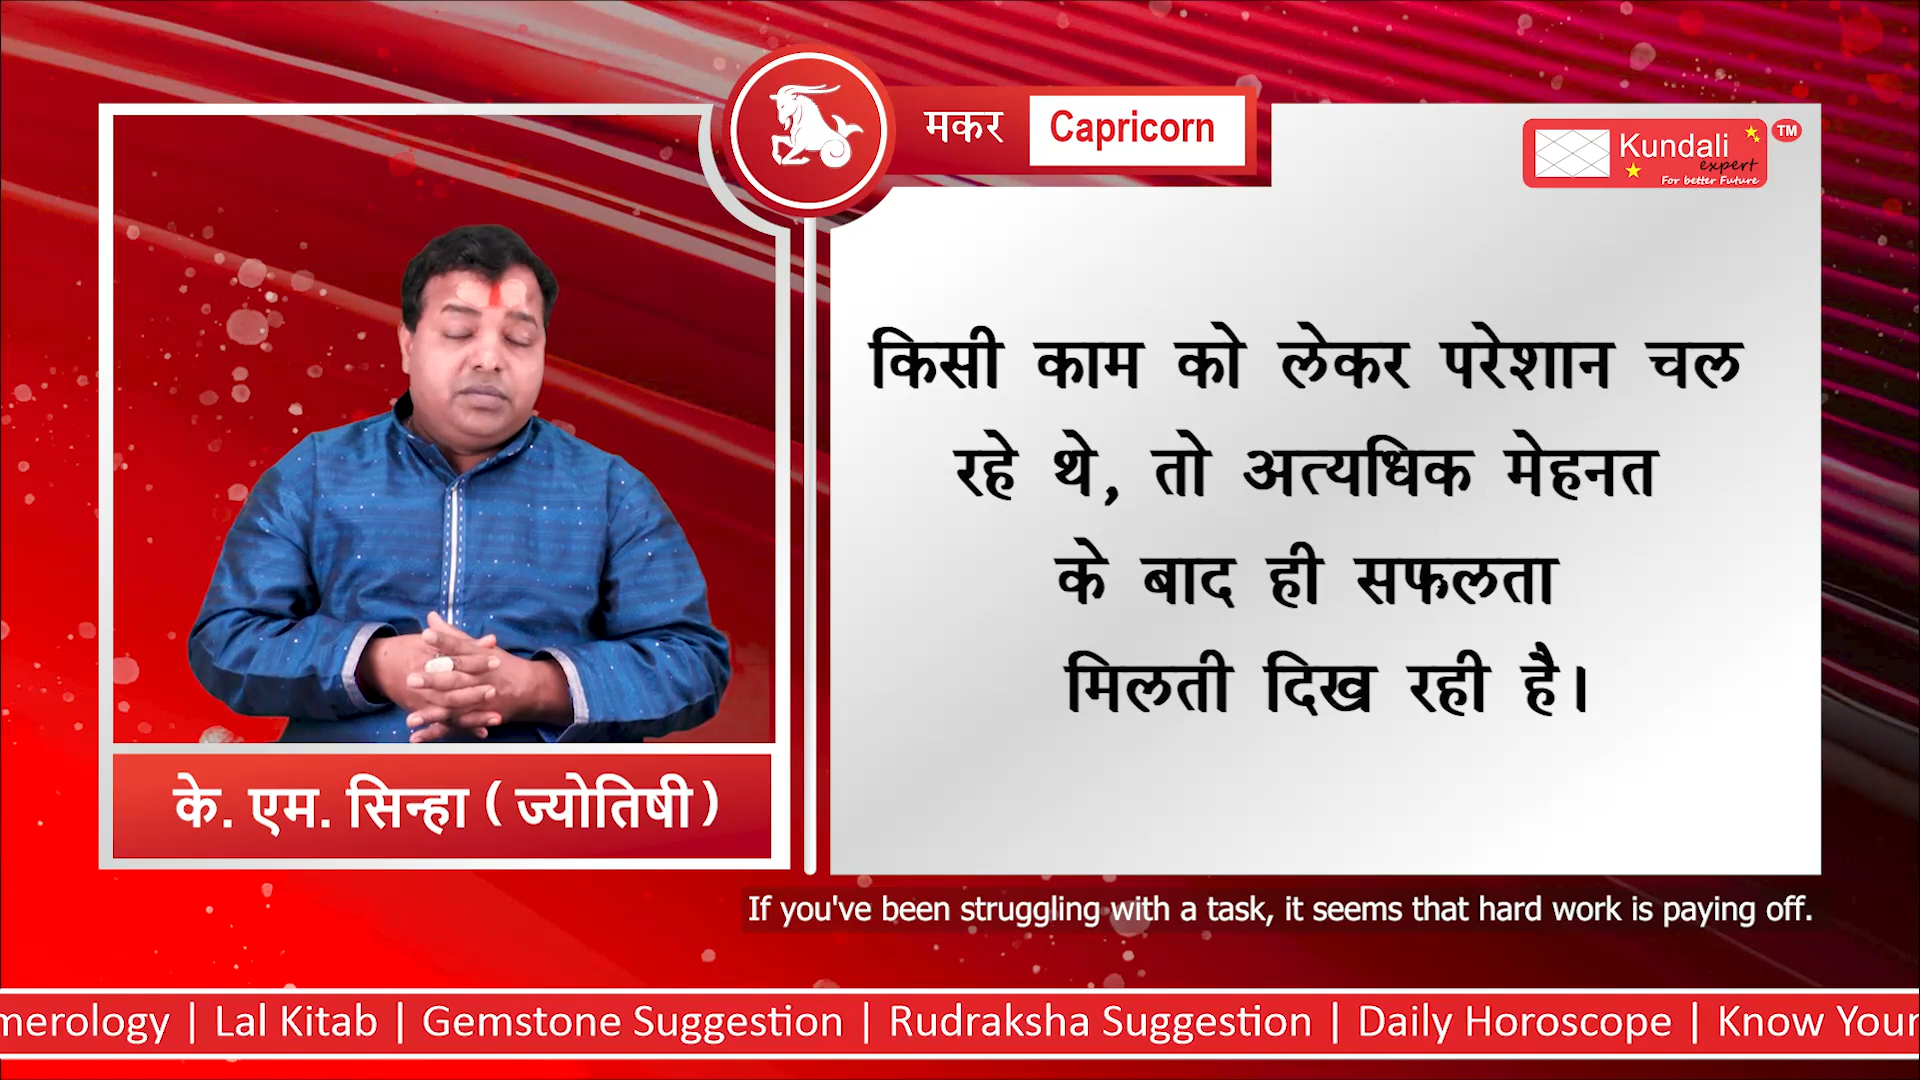 मकर
Capricorn
Kundali
expert
For better Future
TM
किसी काम को लेकर परेशान चल
रहे थे, तो अत्यधिक मेहनत
के बाद ही सफलता
मिलती दिख रही है।
के. एम. सिन्हा ( ज्योतिषी )
If you've been struggling with a task, it seems that hard work is paying off.
merology | Lal Kitab | Gemstone Suggestion | Rudraksha Suggestion | Daily Horoscope | Know Your